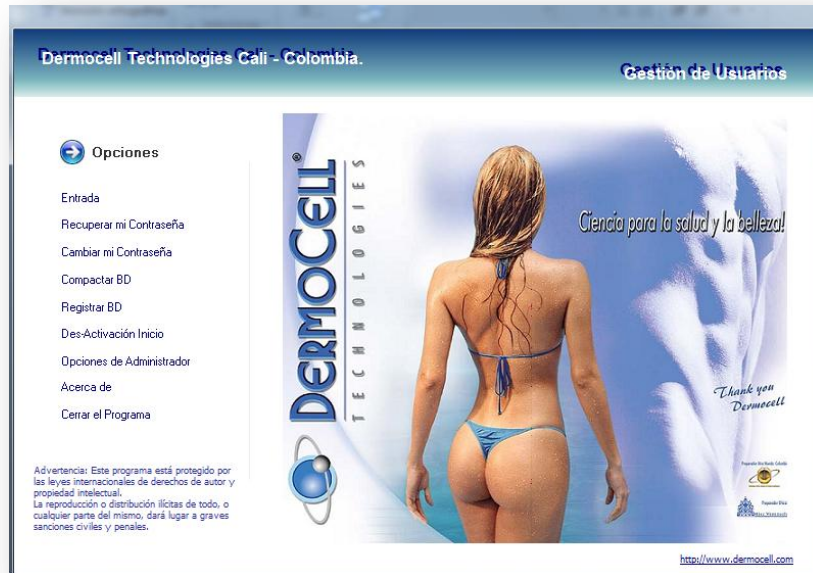 Dermocell Technologies Cali - Colombia.
Gestión de Usuarios
Opciones
Entrada
Recuperar mi Contraseña
Cambiar mi Contraseña
Compactar BD
Registrar BD
Des-Activación Inicio
Opciones de Administrador
Acerca de
Cerrar el Programa
Advertencia: Este programa está protegido por
las leyes internacionales de derechos de autor y
propiedad intelectual.
La reproducción o distribución ilícitas de todo, o
cualquier parte del mismo, dará lugar a graves
sanciones civiles y penales.
DERMOCELL®
TECHNOLOGIES
Ciencia para la salud y la belleza!
Thank you
Dermocell
http://www.dermocell.com